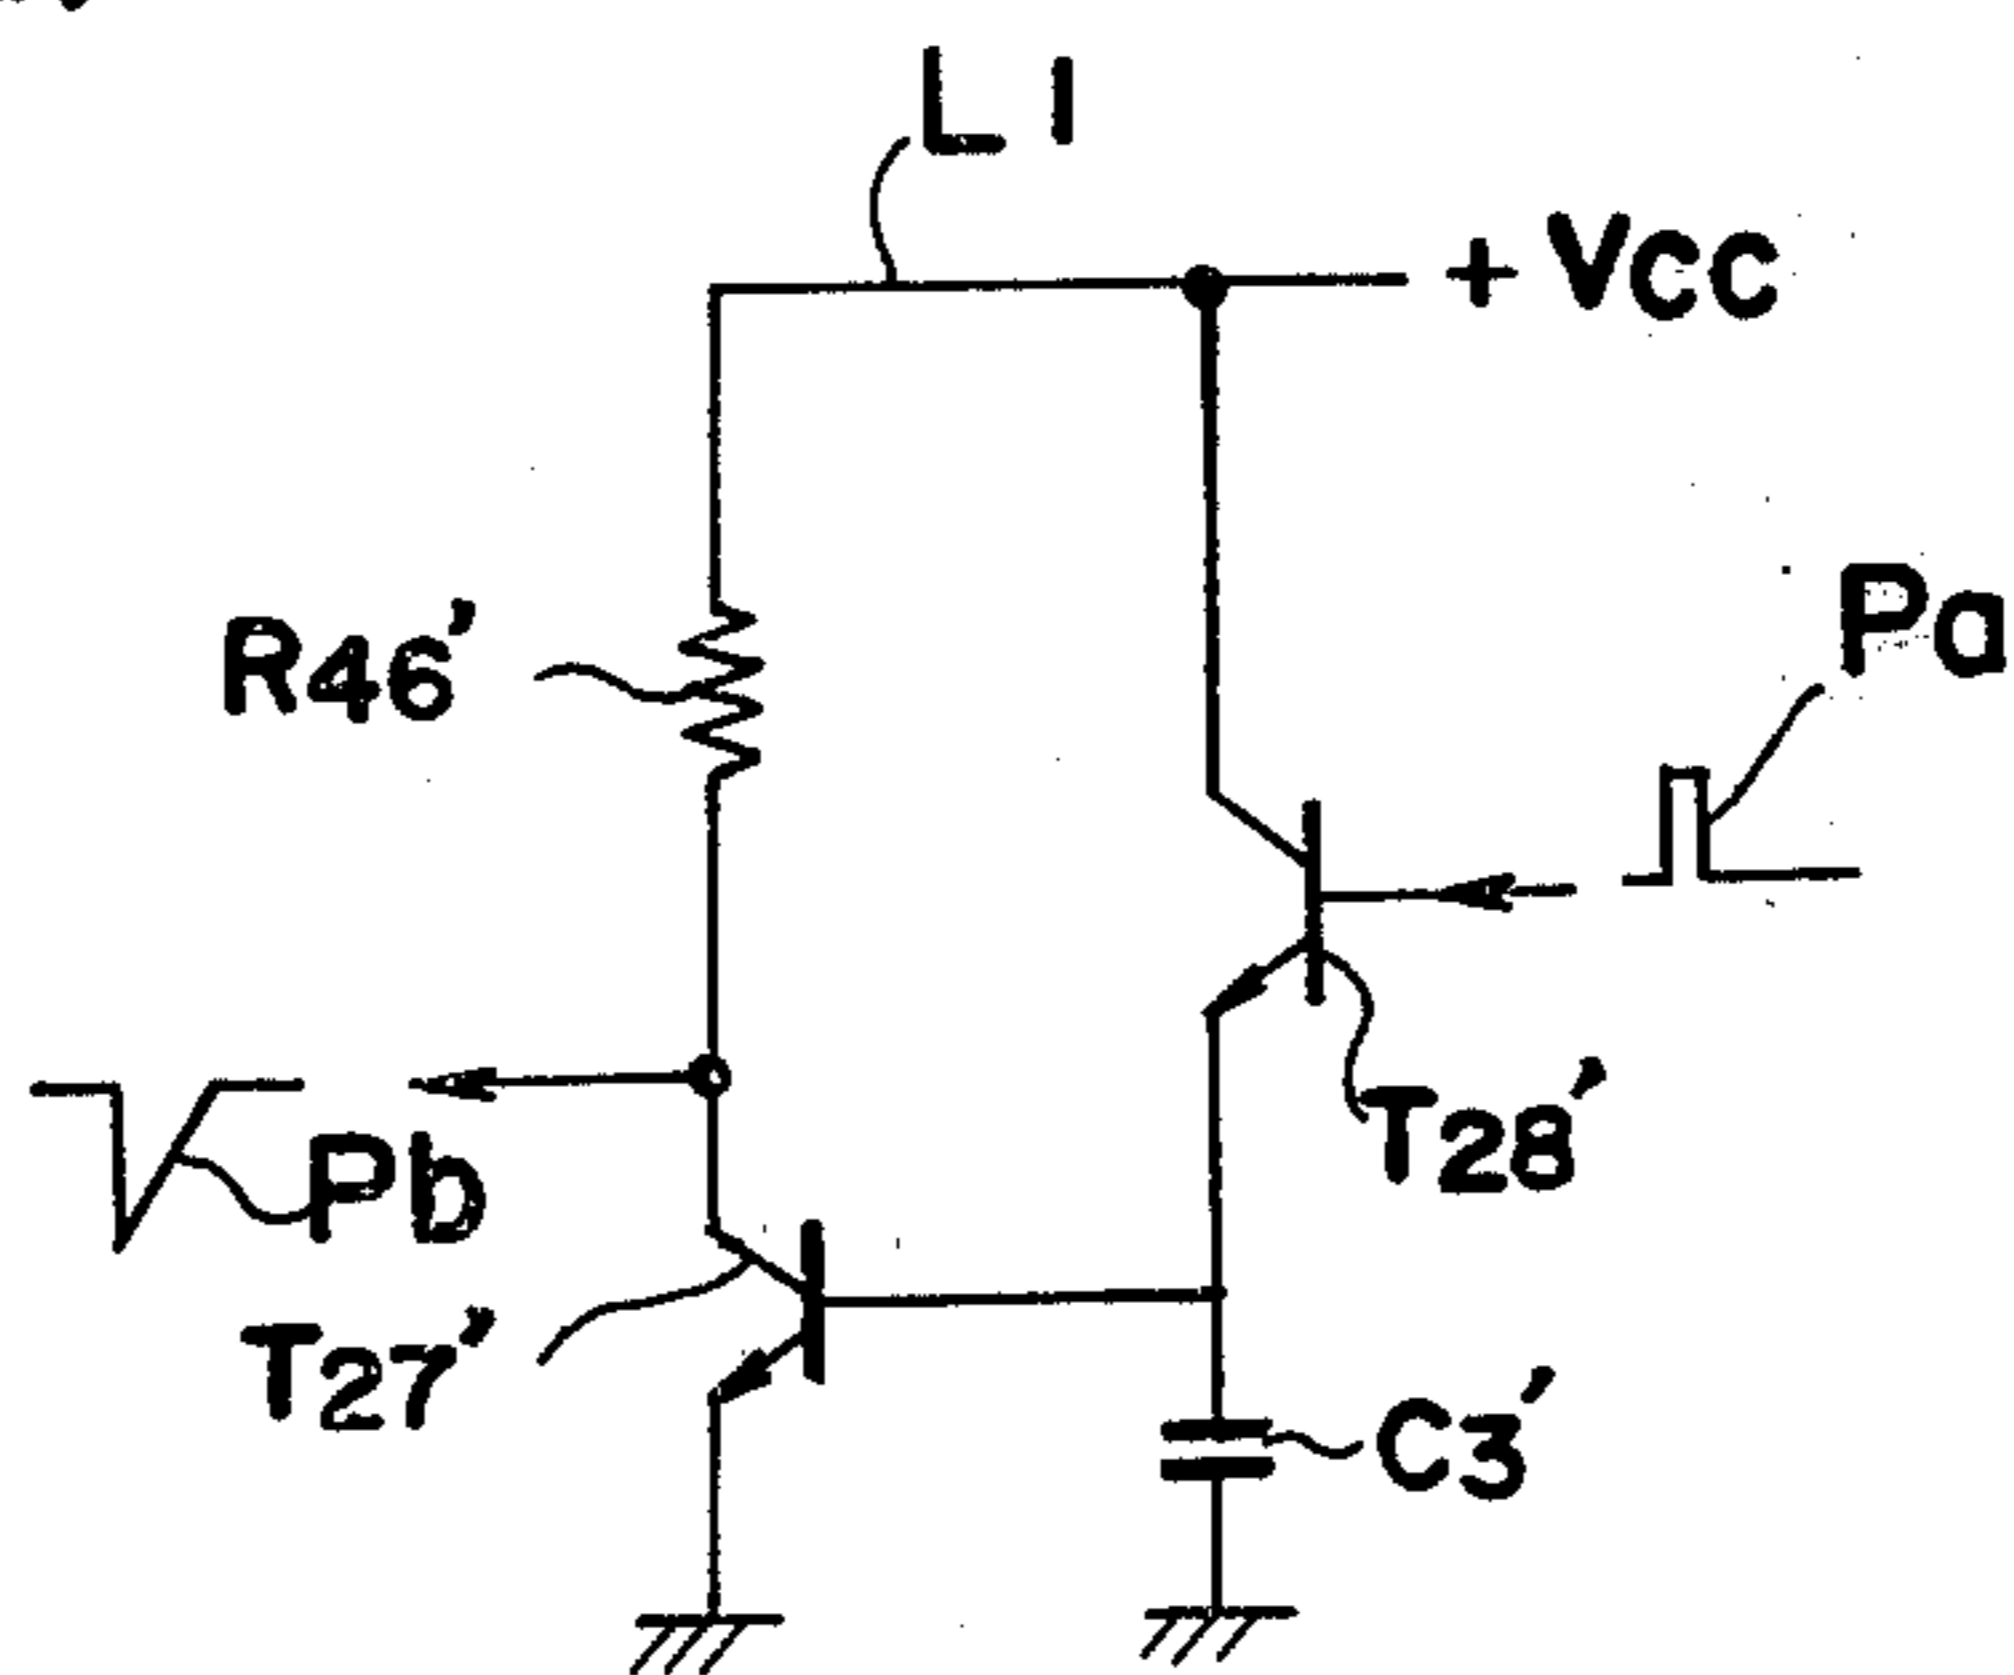 L1
+Vcc
R46'
Pa
Pb
T28'
T27'
C3'